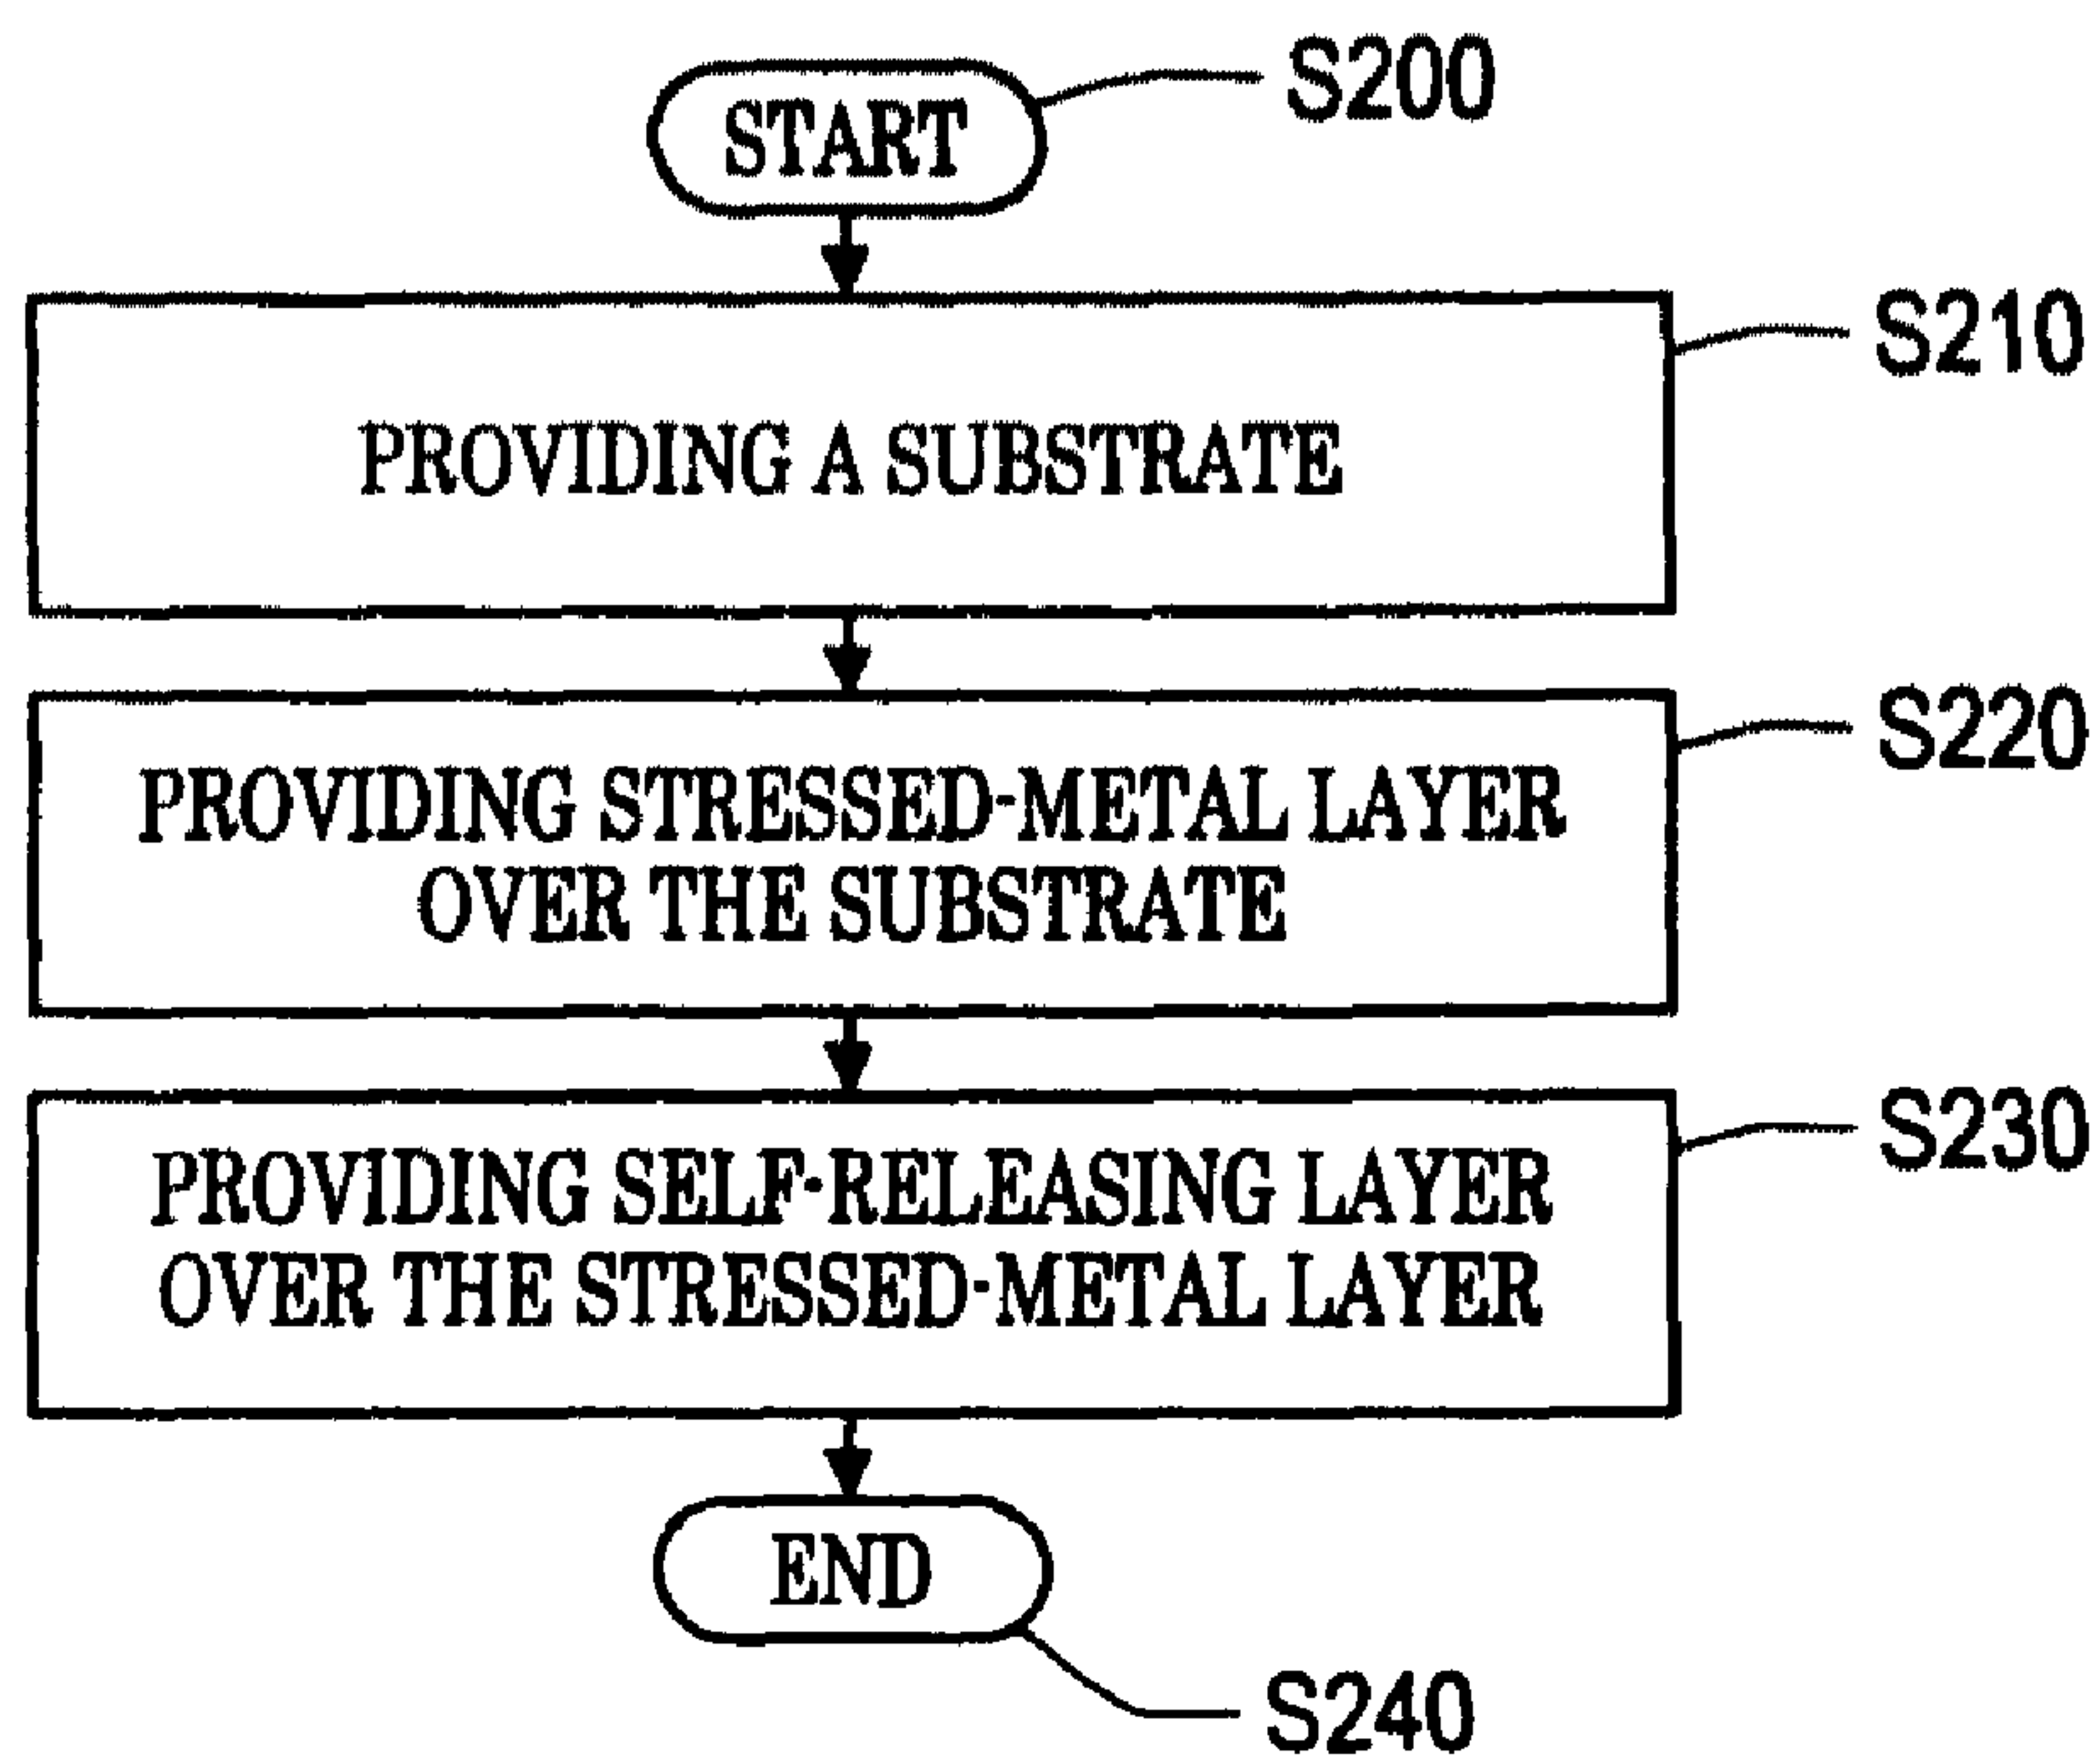 START
S200
PROVIDING A SUBSTRATE
S210
PROVIDING STRESSED-METAL LAYER
OVER THE SUBSTRATE
S220
PROVIDING SELF-RELEASING LAYER
OVER THE STRESSED-METAL LAYER
S230
END
S240